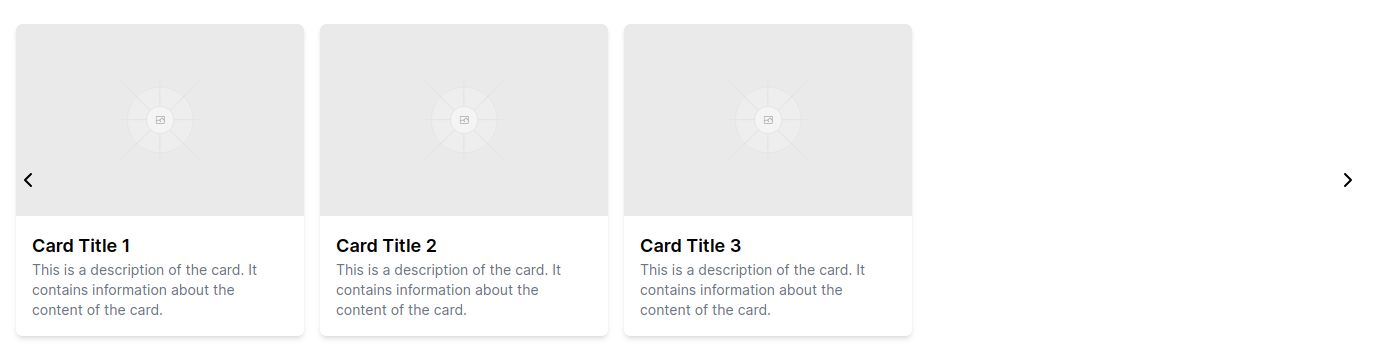 Card Title 1
This is a description of the card. It
contains information about the
content of the card.
Card Title 2
This is a description of the card. It
contains information about the
content of the card.
Card Title 3
This is a description of the card. It
contains information about the
content of the card.